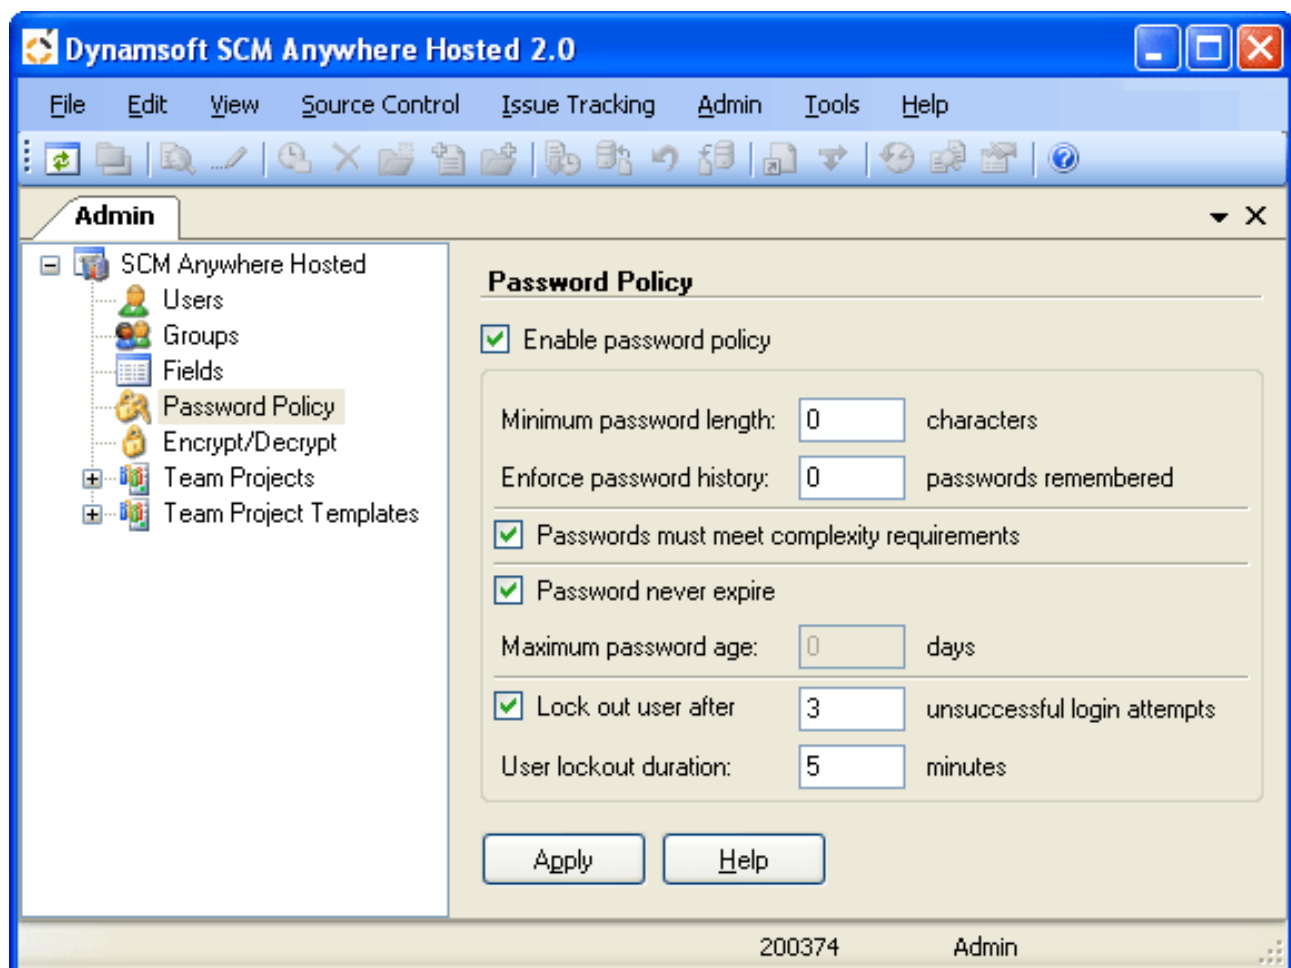 Dynamsoft SCM Anywhere Hosted 2.0
File Edit View Source Control Issue Tracking Admin Tools Help
Admin
SCM Anywhere Hosted
Users
Groups
Fields
Password Policy
Encrypt/Decrypt
Team Projects
Team Project Templates
Password Policy
Enable password policy
Minimum password length: 0 characters
Enforce password history: 0 passwords remembered
Passwords must meet complexity requirements
Password never expire
Maximum password age: 0 days
Lock out user after 3 unsuccessful login attempts
User lockout duration: 5 minutes
Apply Help
200374 Admin